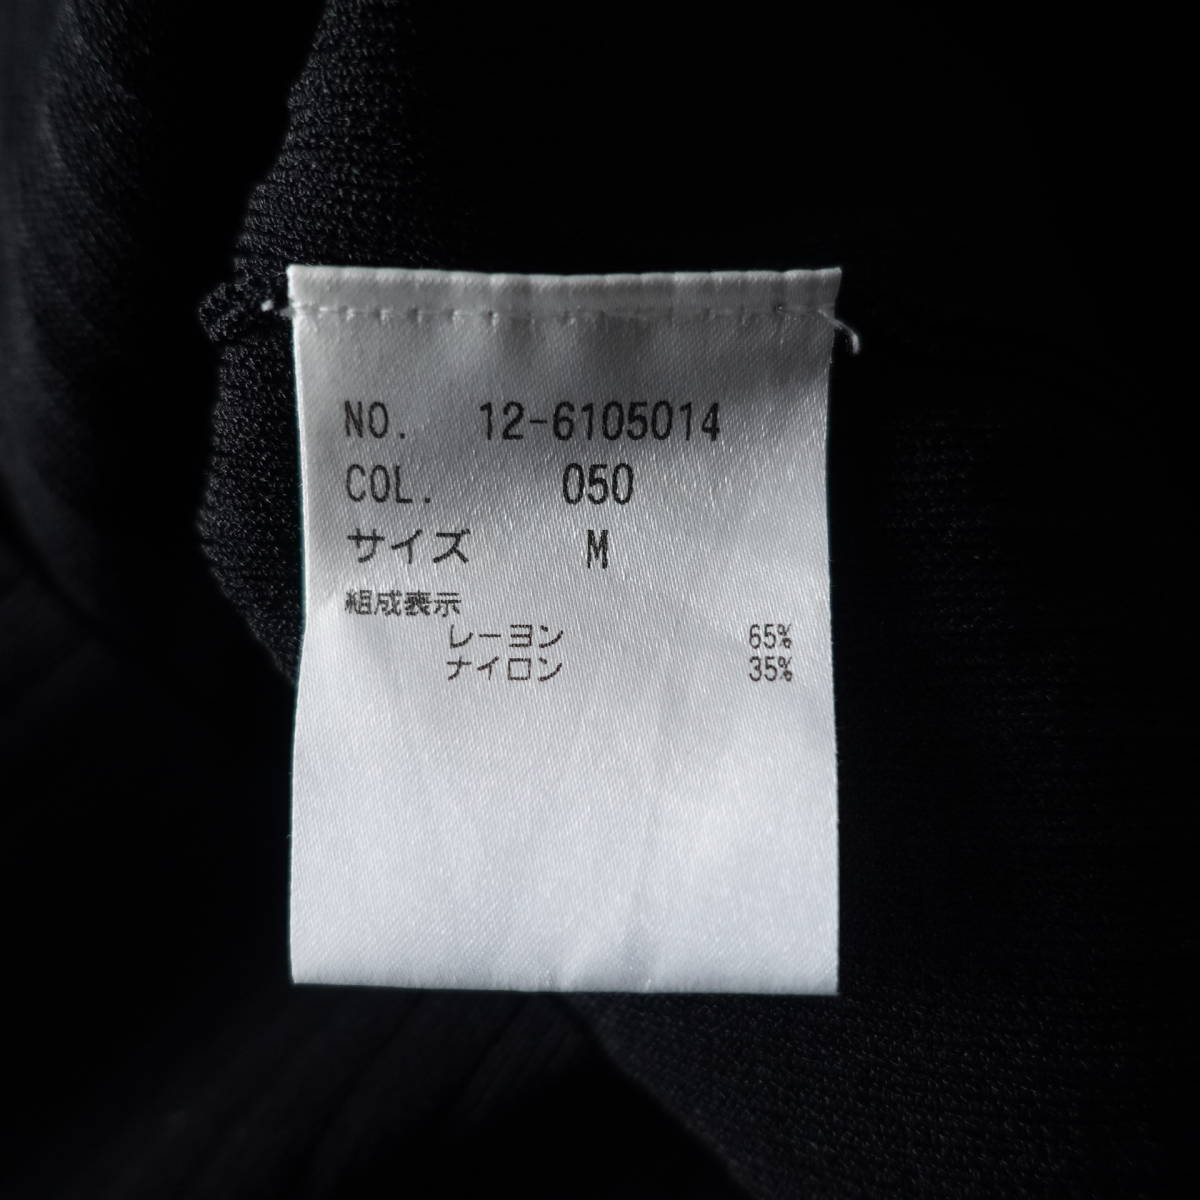 NO. 12-6105014
COL. 050
サイズ M
組成表示
レーヨン 65%
ナイロン 35%